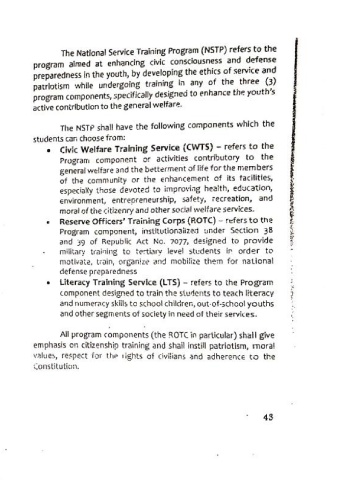 The National Service Training Program (NSTP) refers to the
program aimed at enhancing civic consciousness and defense
preparedness in the youth, by developing the ethics of service and
patriotism while undergoing training in any of the three (3)
program components, specifically designed to enhance the youth's
active contribution to the general welfare.
The NSTP shall have the following components which the
students can choose from:
• Civic Welfare Training Service (CWTS) – refers to the
Program component or activities contributory to the
general welfare and the betterment of life for the members
of the community or the enhancement of its facilities,
especially those devoted to improving health, education,
environment, entrepreneurship, safety, recreation, and
moral of the citizenry and other social welfare services.
• Reserve Officers' Training Corps (ROTC) – refers to the
Program component, institutionalized under Section 38
and 39 of Republic Act No. 7077, designed to provide
military training to tertiary level students in order to
motivate, train, organize and mobilize them for national
defense preparedness
• Literacy Training Service (LTS) – refers to the Program
component designed to train the students to teach literacy
and numeracy skills to school children, out-of-school youths
and other segments of society in need of their services.
All program components (the ROTC in particular) shall give
emphasis on citizenship training and shall instill patriotism, moral
values, respect for the rights of civilians and adherence to the
Constitution.
43